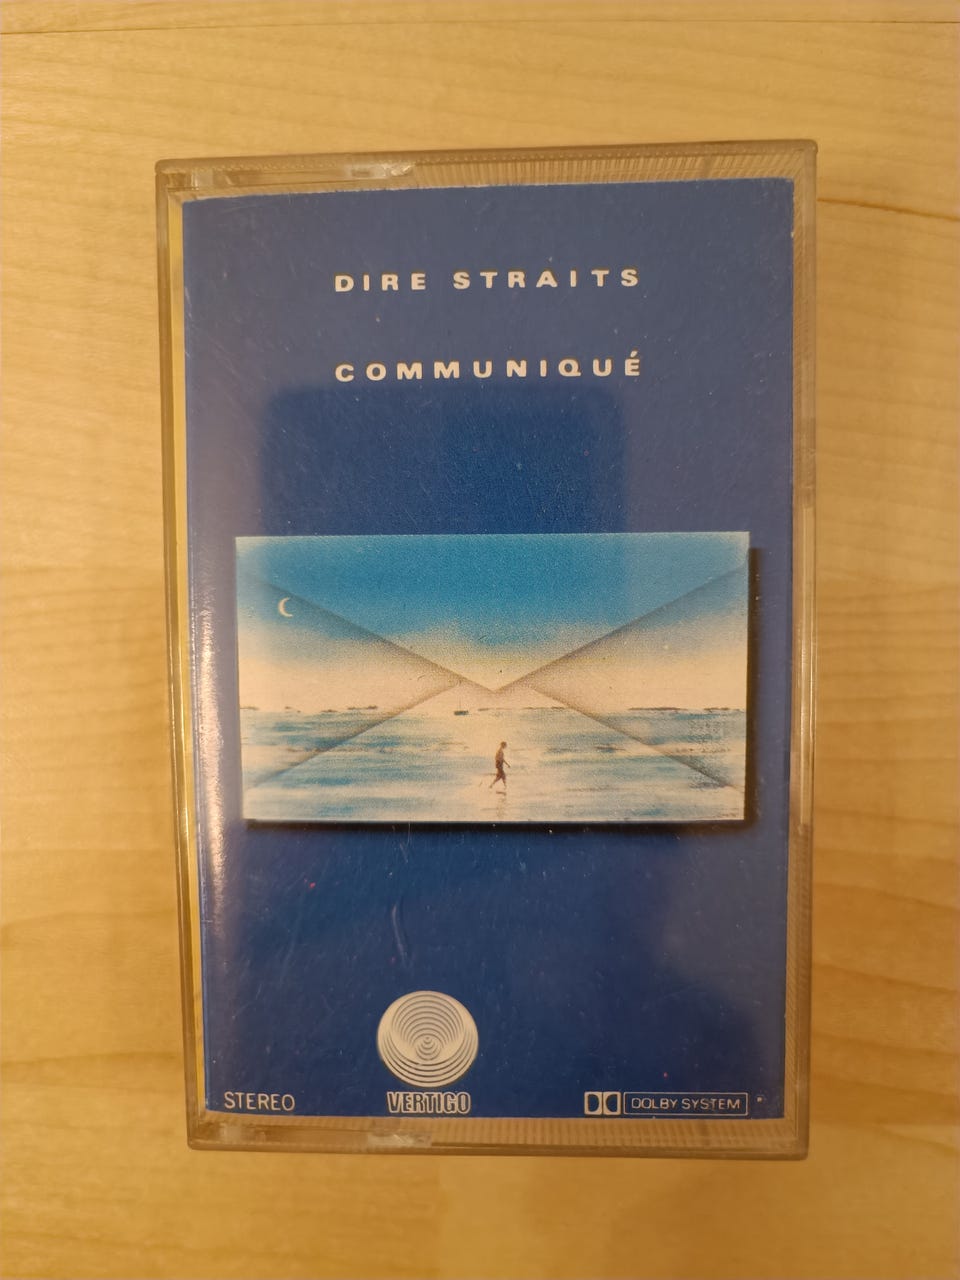 DIRE STRAITS
COMMUNIQUÉ
STEREO
VERTIGO
DOLBY SYSTEM